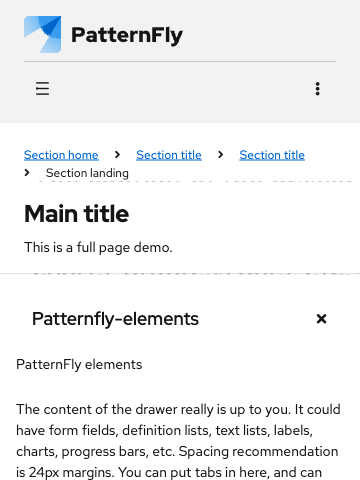 PatternFly
Section home
Section title
Section title
Section landing
Main title
This is a full page demo.
Patternfly-elements
PatternFly elements
The content of the drawer really is up to you. It could
have form fields, definition lists, text lists, labels,
charts, progress bars, etc. Spacing recommendation
is 24px margins. You can put tabs in here, and can